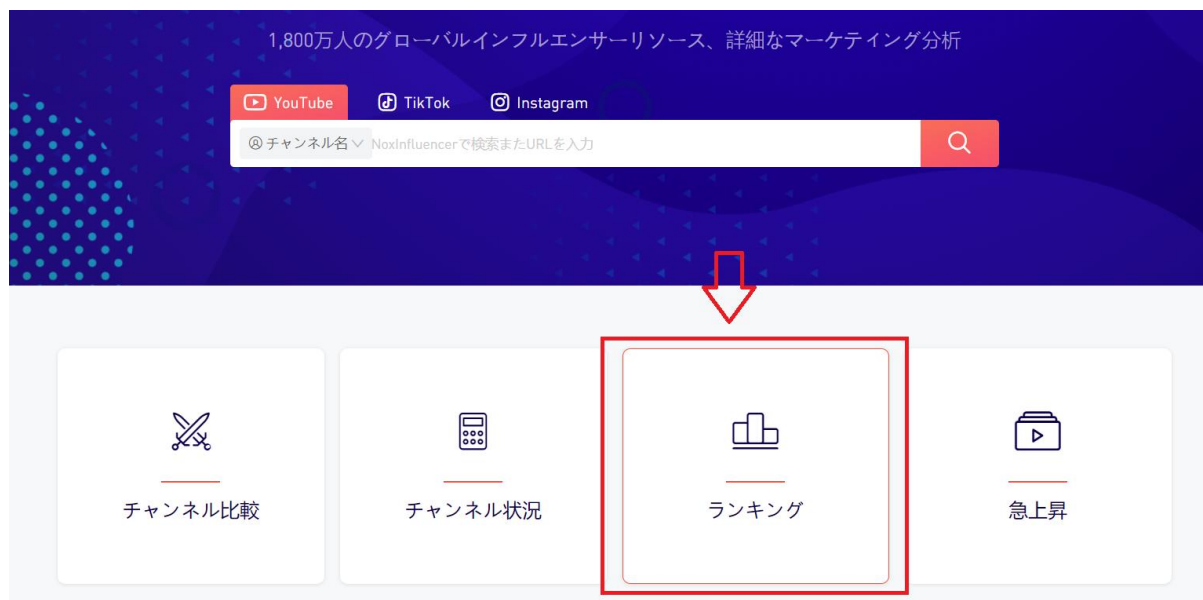 1,800万人のグローバルインフルエンサーリソース、詳細なマーケティング分析
YouTube TikTok Instagram
チャンネル名 NoxInfluencerで検索またURLを入力
チャンネル比較 チャンネル状況 ランキング 急上昇